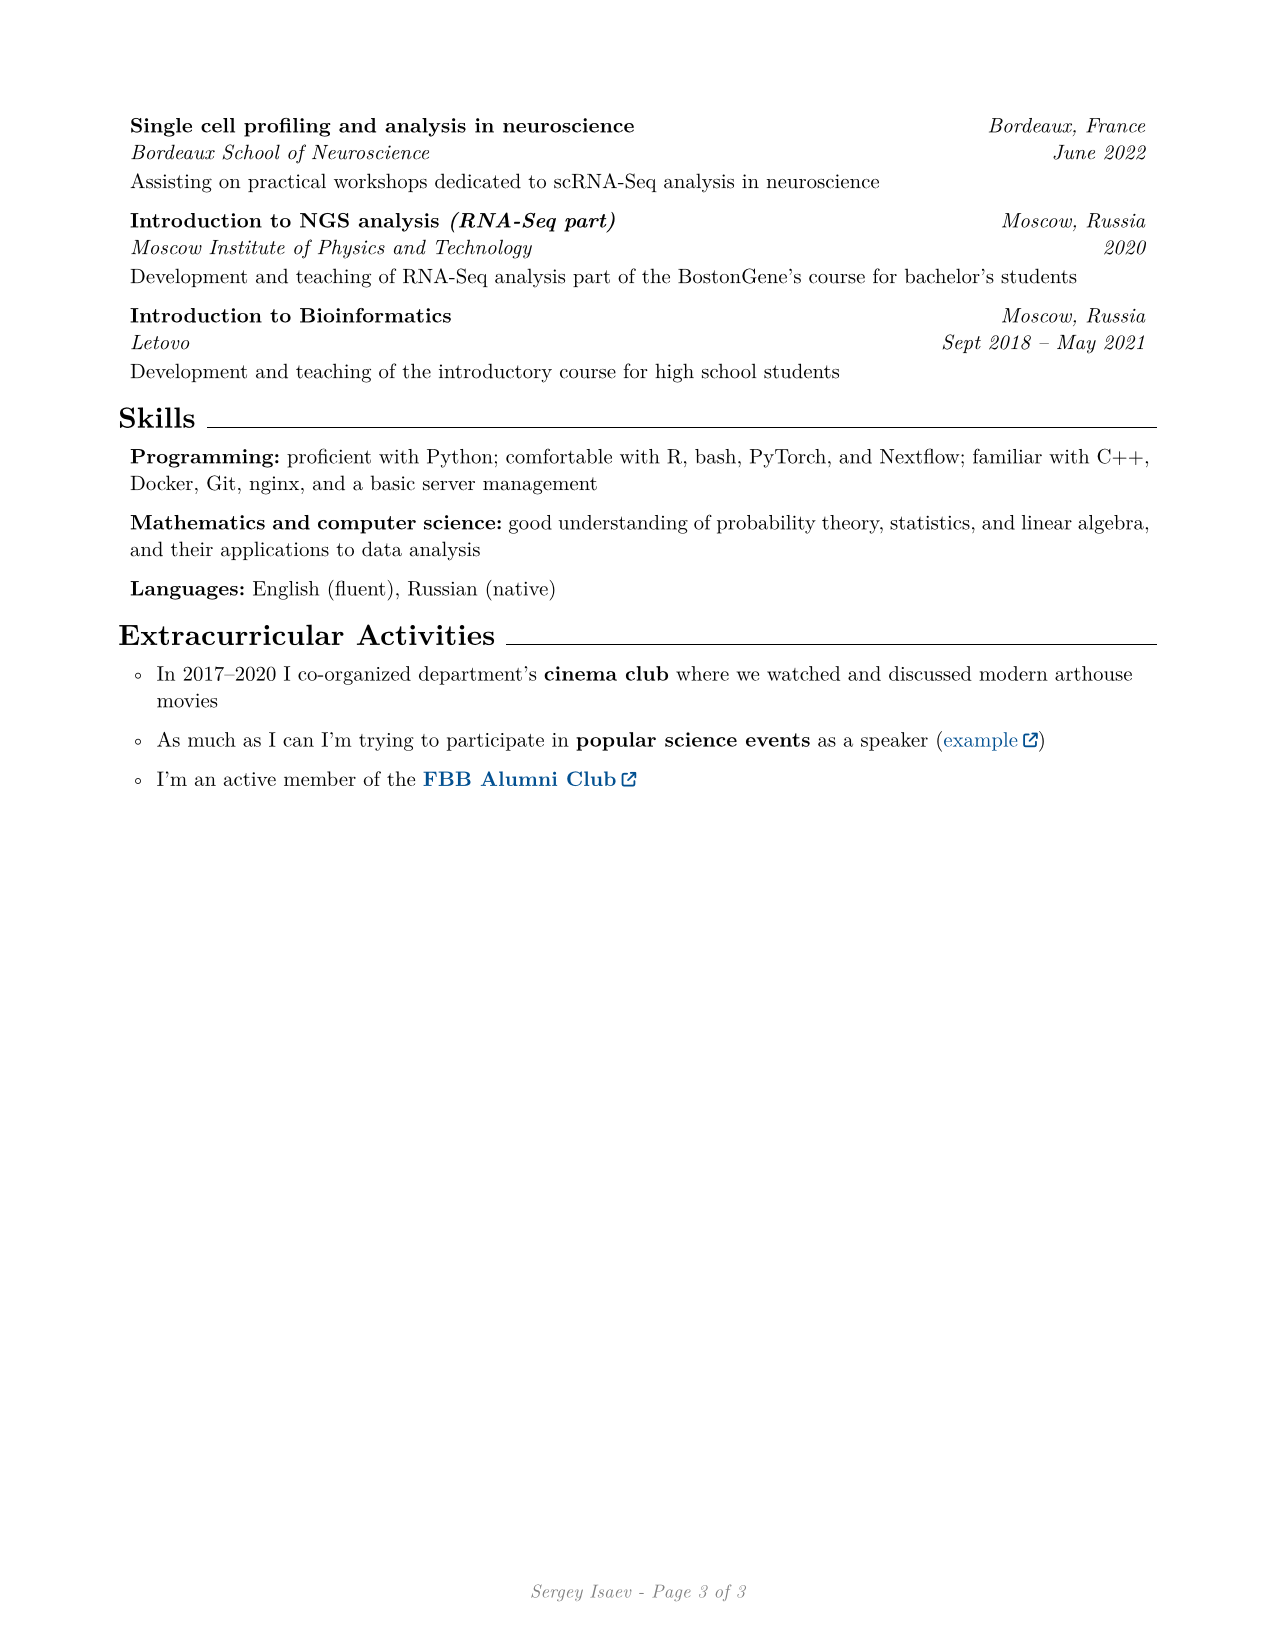 Single cell profiling and analysis in neuroscience Bordeaux, France
Bordeaux School of Neuroscience June 2022
Assisting on practical workshops dedicated to scRNA-Seq analysis in neuroscience
Introduction to NGS analysis (RNA-Seq part) Moscow, Russia
Moscow Institute of Physics and Technology 2020
Development and teaching of RNA-Seq analysis part of the BostonGene's course for bachelor's students
Introduction to Bioinformatics Moscow, Russia
Letovo Sept 2018 – May 2021
Development and teaching of the introductory course for high school students
Skills
Programming: proficient with Python; comfortable with R, bash, PyTorch, and Nextflow; familiar with C++,
Docker, Git, nginx, and a basic server management
Mathematics and computer science: good understanding of probability theory, statistics, and linear algebra,
and their applications to data analysis
Languages: English (fluent), Russian (native)
Extracurricular Activities
◦ In 2017–2020 I co-organized department's cinema club where we watched and discussed modern arthouse
movies
◦ As much as I can I'm trying to participate in popular science events as a speaker (example)
◦ I'm an active member of the FBB Alumni Club
Sergey Isaev - Page 3 of 3